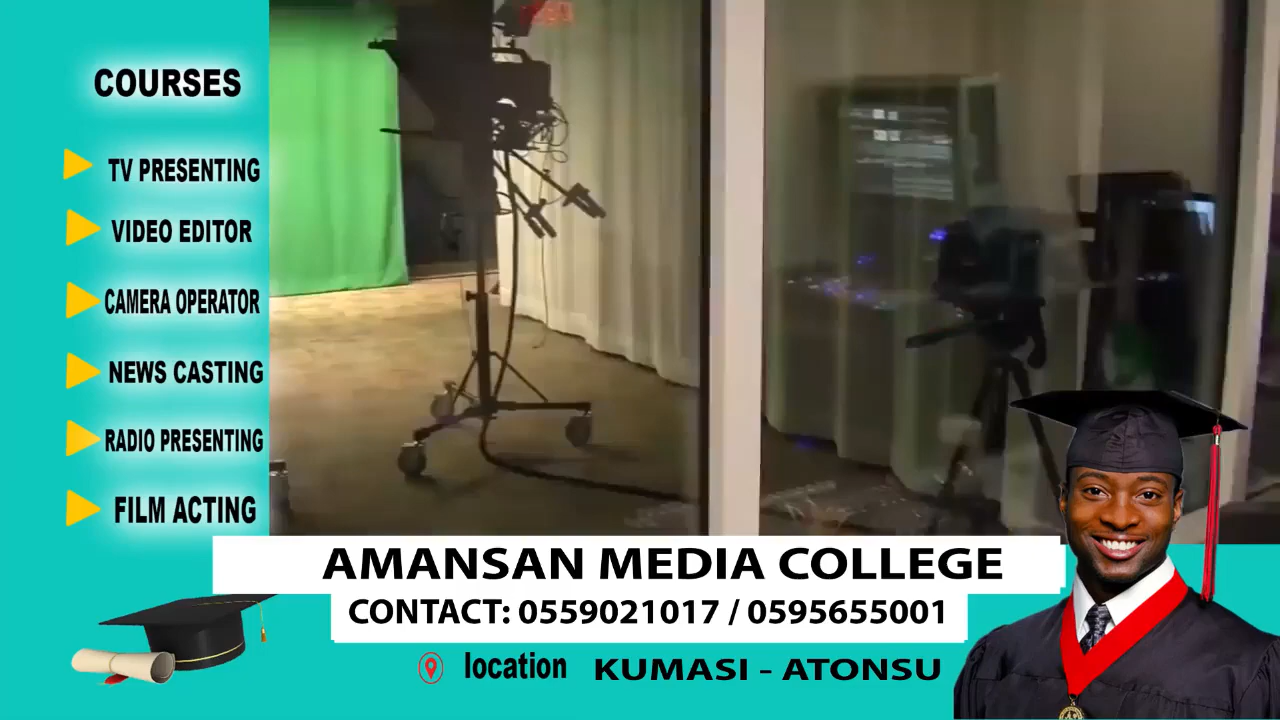 COURSES
TV PRESENTING
VIDEO EDITOR
CAMERA OPERATOR
NEWS CASTING
RADIO PRESENTING
FILM ACTING
AMANSAN MEDIA COLLEGE
CONTACT: 0559021017 / 0595655001
location KUMASI - ATONSU